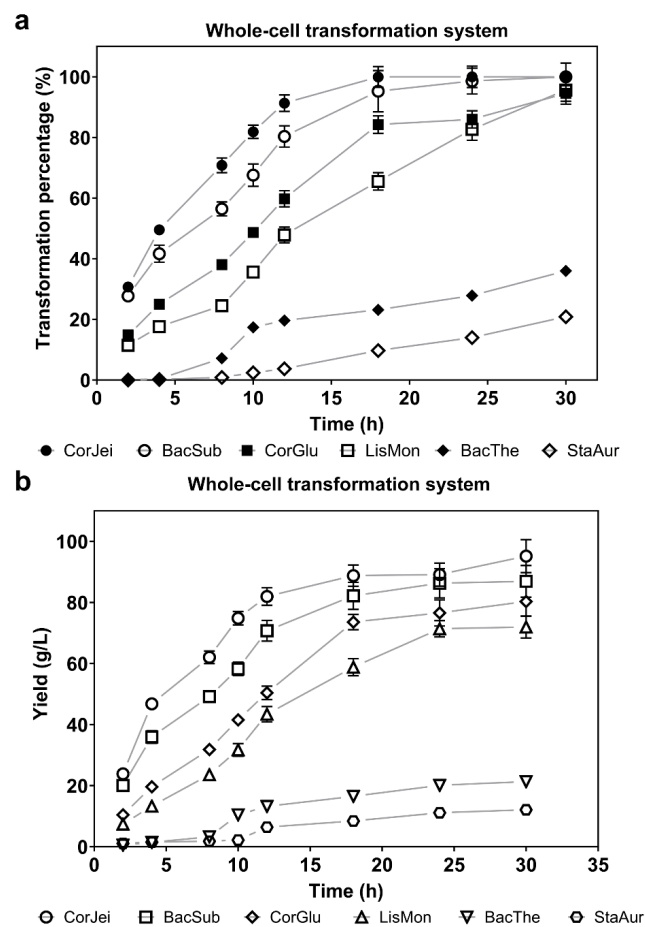 a
Whole-cell transformation system
Transformation percentage (%)
100
80
60
40
20
0
0 5 10 15 20 25 30
Time (h)
CorJei BacSub CorGlu LisMon BacThe StaAur
b
Whole-cell transformation system
Yield (g/L)
100
80
60
40
20
0
0 5 10 15 20 25 30 35
Time (h)
CorJei BacSub CorGlu LisMon BacThe StaAur